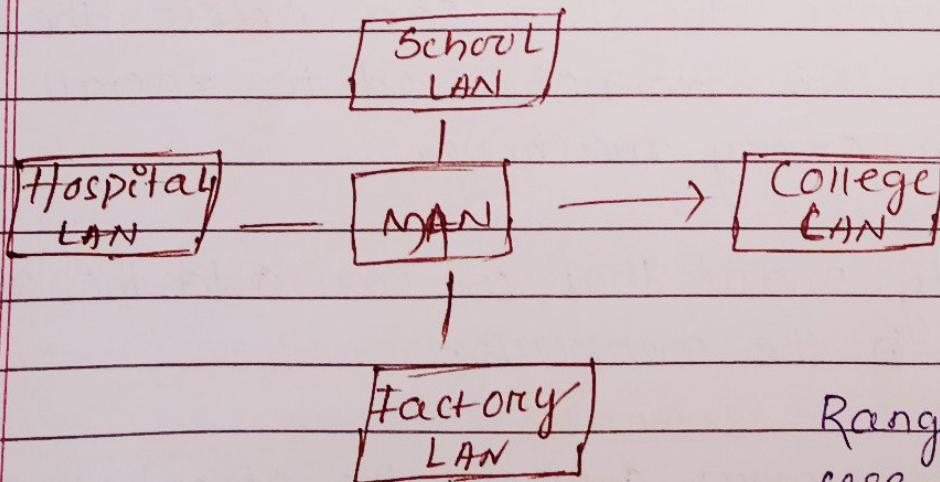 School
LAN
Hospital
LAN
MAN
College
LAN
Factory
LAN
Rang